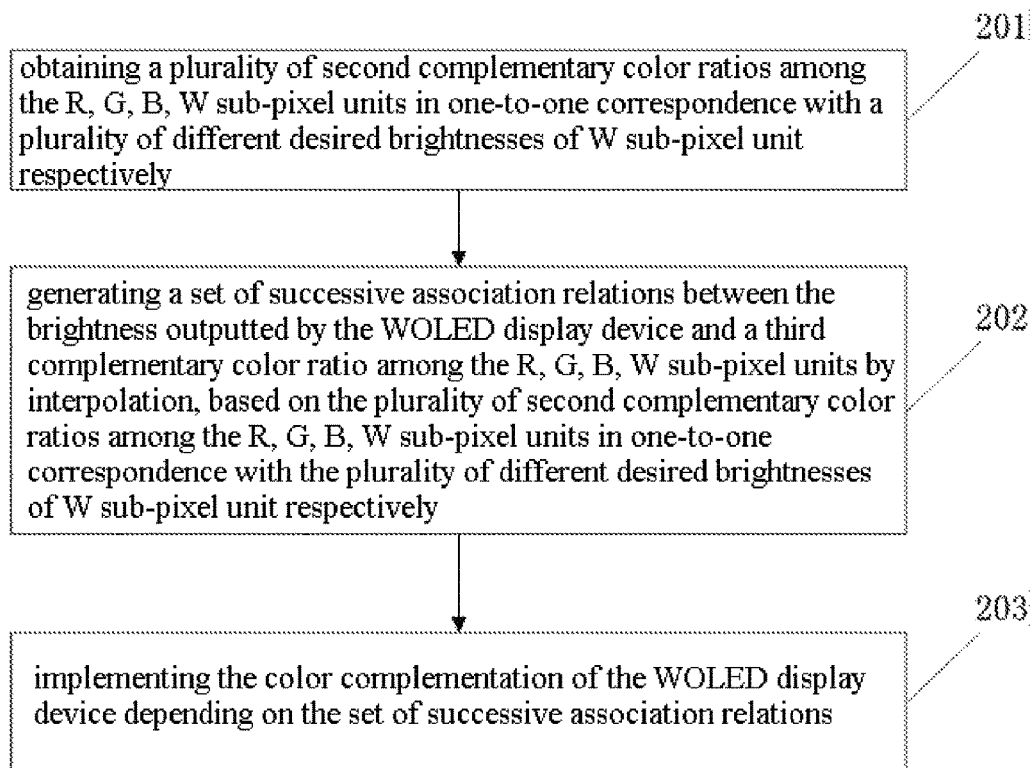 201
obtaining a plurality of second complementary color ratios among
the R, G, B, W sub-pixel units in one-to-one correspondence with a
plurality of different desired brightnesses of W sub-pixel unit
respectively
202
generating a set of successive association relations between the
brightness outputted by the WOLED display device and a third
complementary color ratio among the R, G, B, W sub-pixel units by
interpolation, based on the plurality of second complementary color
ratios among the R, G, B, W sub-pixel units in one-to-one
correspondence with the plurality of different desired brightnesses
of W sub-pixel unit respectively
203
implementing the color complementation of the WOLED display
device depending on the set of successive association relations